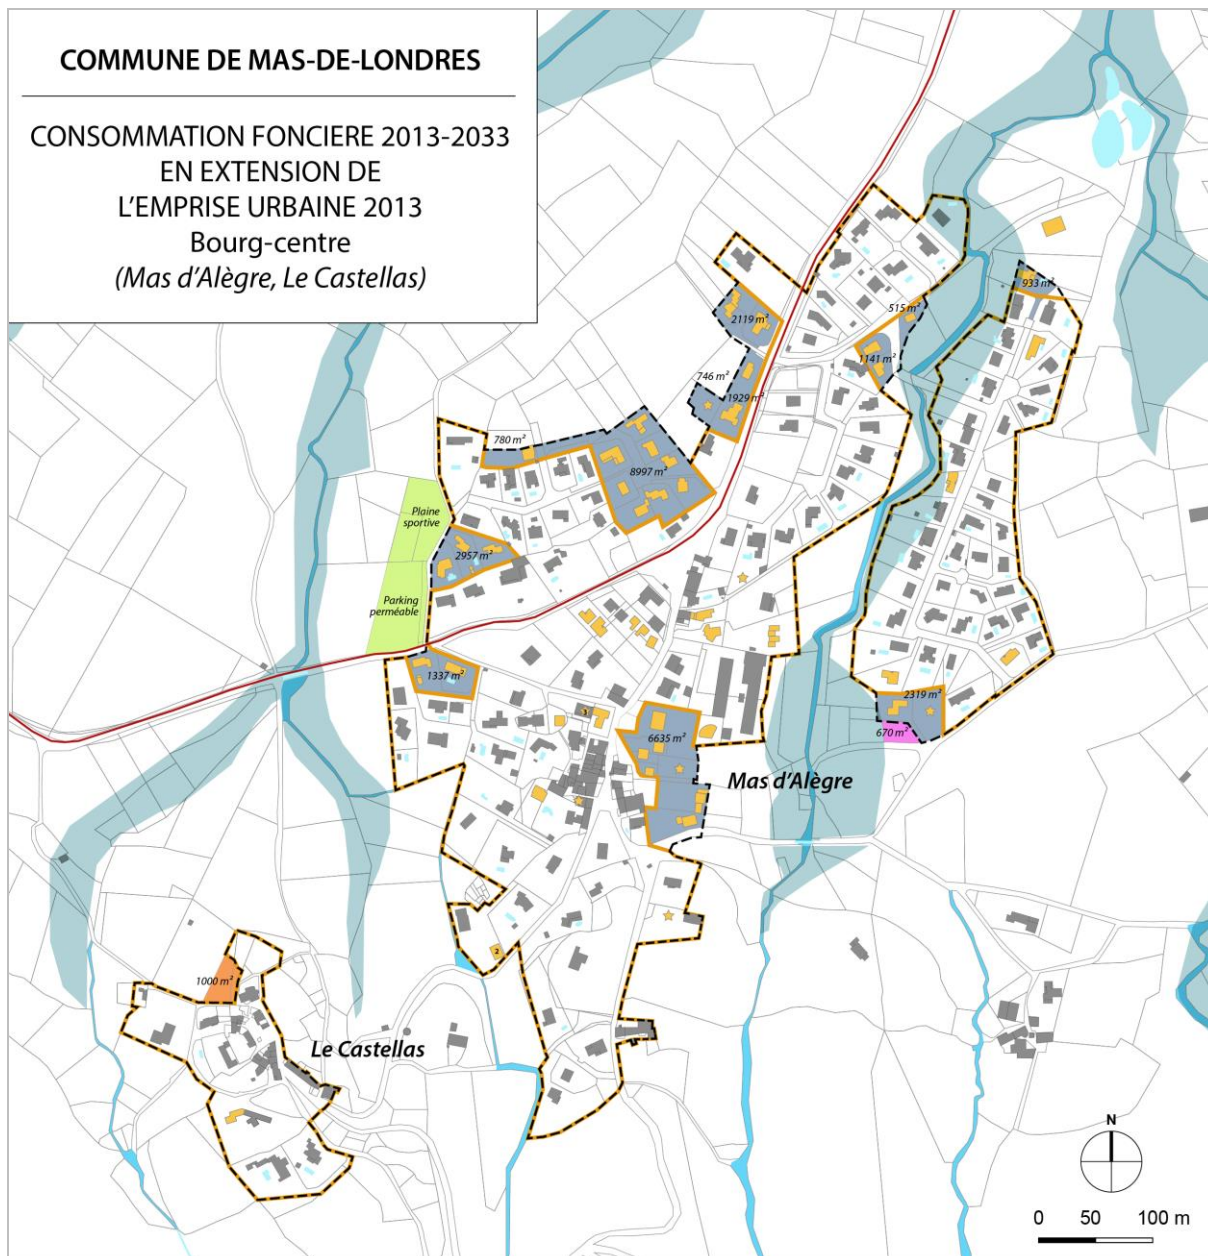 COMMUNE DE MAS-DE-LONDRES
CONSOMMATION FONCIERE 2013-2033
EN EXTENSION DE
L'EMPRISE URBAINE 2013
Bourg-centre
(Mas d'Alègre, Le Castellas)
933 m²
515 m²
2119 m²
1141 m²
746 m²
1929 m²
780 m²
8997 m²
Plaine
sportive
2957 m²
Parking
perméable
1337 m²
2319 m²
1
670 m²
6635 m²
Mas d'Alègre
2
1000 m²
Le Castellas
N
0 50 100 m